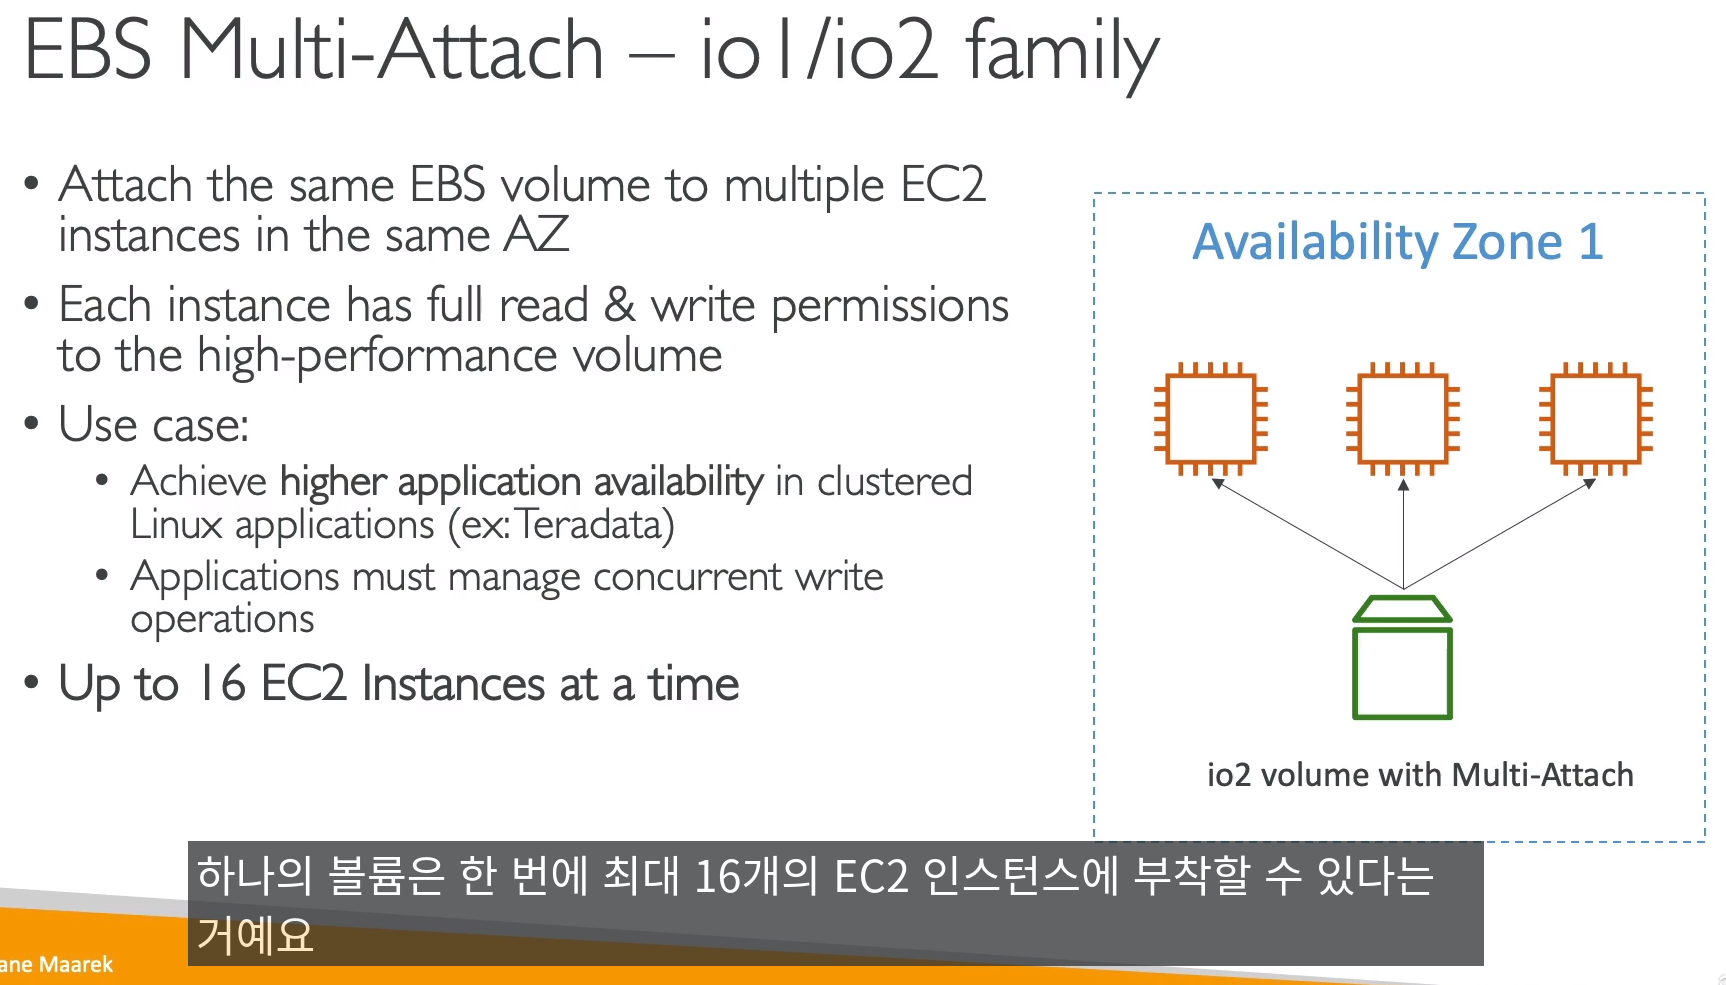 EBS Multi-Attach – io1/io2 family
• Attach the same EBS volume to multiple EC2
instances in the same AZ
• Each instance has full read & write permissions
to the high-performance volume
• Use case:
• Achieve higher application availability in clustered
Linux applications (ex: Teradata)
• Applications must manage concurrent write
operations
• Up to 16 EC2 Instances at a time
Availability Zone 1
io2 volume with Multi-Attach
하나의 볼륨은 한 번에 최대 16개의 EC2 인스턴스에 부착할 수 있다는
거예요
ane Maarek